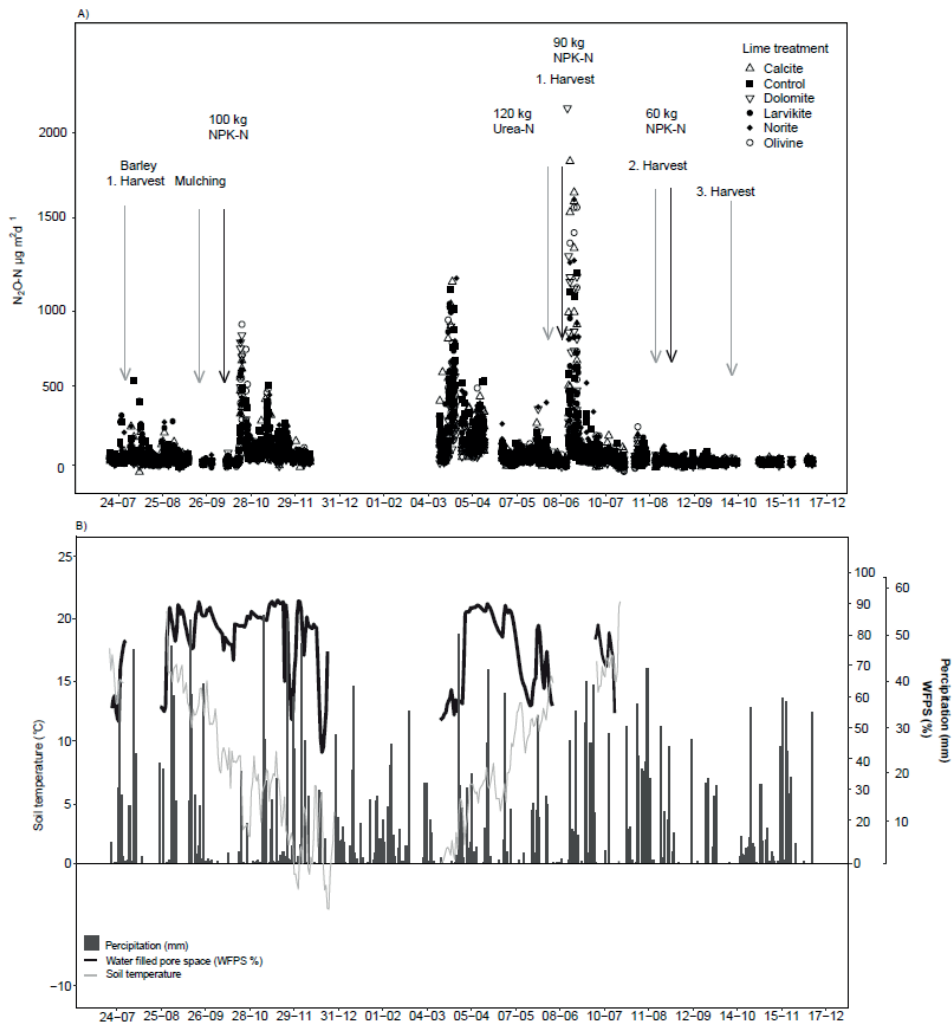 A)
90 kg
NPK-N
1. Harvest
Lime treatment
Calcite
Control
Dolomite
Larvikite
Norite
Olivine
100 kg
NPK-N
120 kg
Urea-N
60 kg
NPK-N
Barley
1. Harvest
Mulching
2. Harvest
3. Harvest
N₂O-N µg m²d⁻¹
2000
1500
1000
500
0
24–07 25–08 26–09 28–10 29–11 31–12 01–02 04–03 05–04 07–05 08–06 10–07 11–08 12–09 14–10 15–11 17–12
B)
Soil temperature (°C)
25
20
15
10
5
0
−10
100
90
80
70
60
50
40
30
20
0
60
50
40
30
20
10
WFPS (%)
Percipitation (mm)
Percipitation (mm)
Water filled pore space (WFPS %)
Soil temperature
24–07 25–08 26–09 28–10 29–11 31–12 01–02 04–03 05–04 07–05 08–06 10–07 11–08 12–09 14–10 15–11 17–12